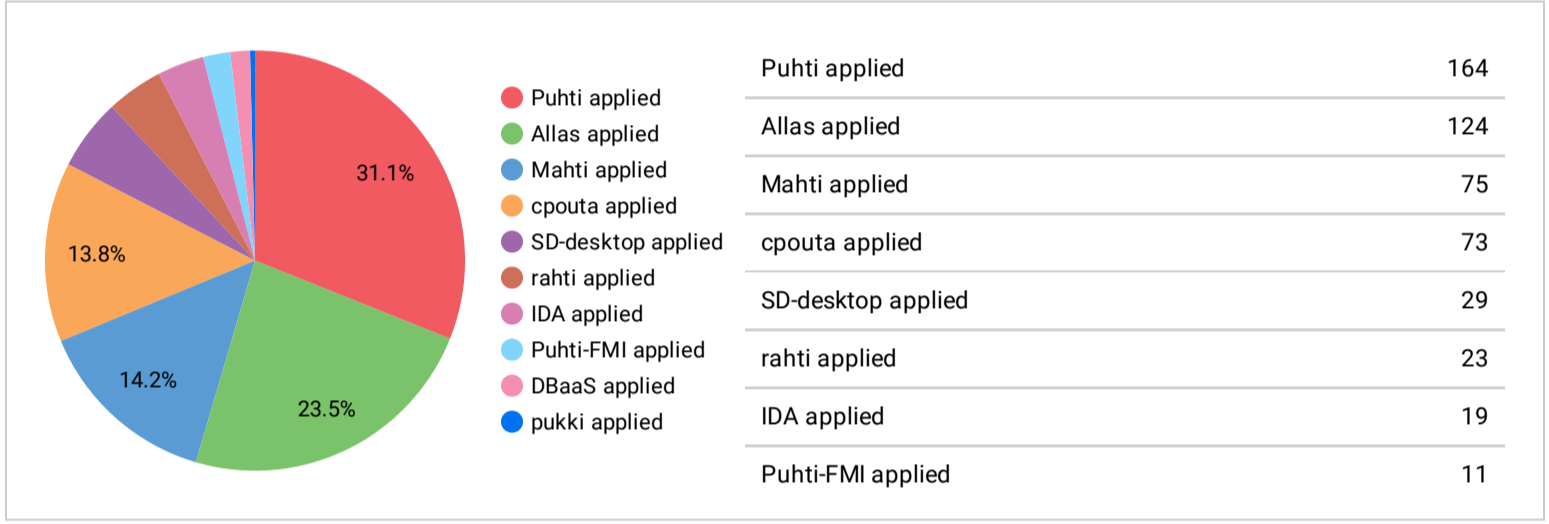 31.1%
23.5%
14.2%
13.8%
Puhti applied
Allas applied
Mahti applied
cpouta applied
SD-desktop applied
rahti applied
IDA applied
Puhti-FMI applied
DBaaS applied
pukki applied
Puhti applied 164
Allas applied 124
Mahti applied 75
cpouta applied 73
SD-desktop applied 29
rahti applied 23
IDA applied 19
Puhti-FMI applied 11